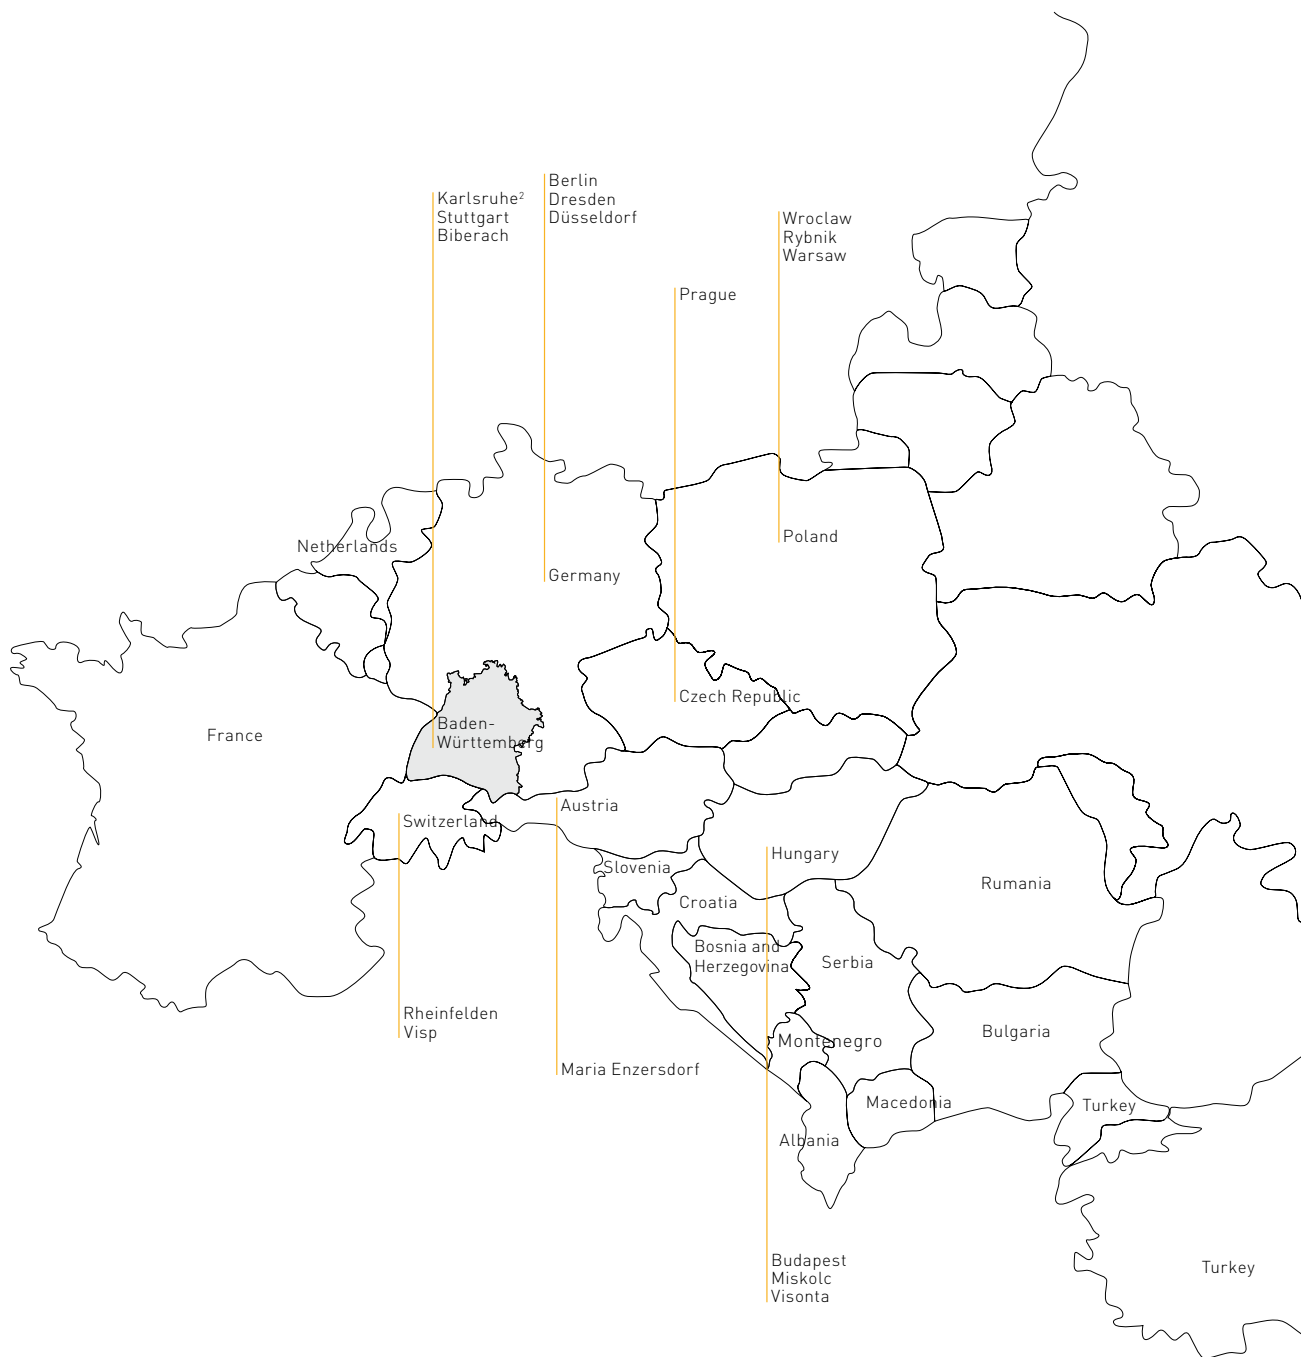 Berlin
Dresden
Düsseldorf
Karlsruhe²
Stuttgart
Biberach
Wroclaw
Rybnik
Warsaw
Prague
Poland
Netherlands
Germany
Czech Republic
Baden-
Württemberg
France
Austria
Switzerland
Hungary
Slovenia
Rumania
Croatia
Bosnia and
Herzegovina
Serbia
Rheinfelden
Visp
Bulgaria
Montenegro
Maria Enzersdorf
Macedonia
Turkey
Albania
Budapest
Miskolc
Visonta
Turkey